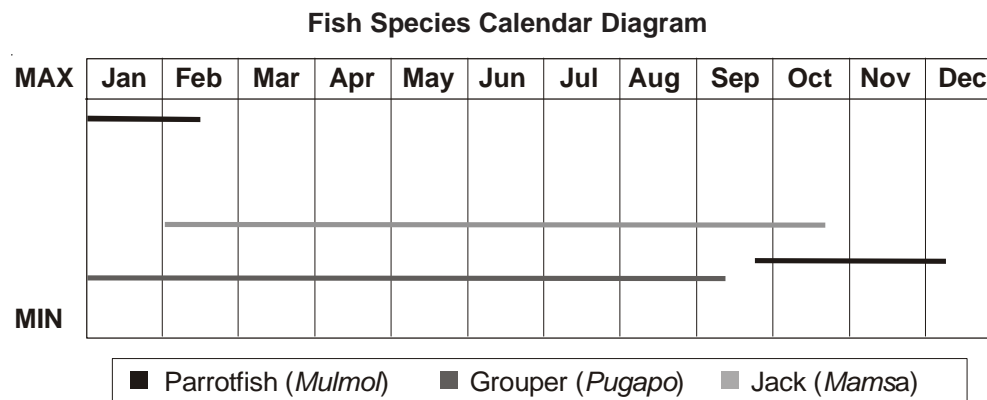 Fish Species Calendar Diagram
MAX Jan Feb Mar Apr May Jun Jul Aug Sep Oct Nov Dec
MIN
Parrotfish (Mulmol) Grouper (Pugapo) Jack (Mamsa)